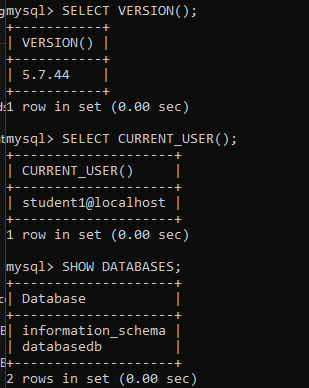 mysql> SELECT VERSION();
+-----------+
| VERSION() |
+-----------+
| 5.7.44    |
+-----------+
1 row in set (0.00 sec)
mysql> SELECT CURRENT_USER();
+--------------------+
| CURRENT_USER()     |
+--------------------+
| student1@localhost |
+--------------------+
1 row in set (0.00 sec)
mysql> SHOW DATABASES;
+--------------------+
| Database           |
+--------------------+
| information_schema |
| databasedb         |
+--------------------+
2 rows in set (0.00 sec)